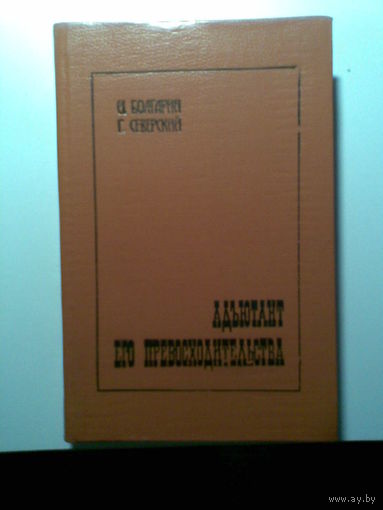 И. БОЛГАРИН
Г. СЕВЕРСКИЙ
АДЪЮТАНТ
ЕГО ПРЕВОСХОДИТЕЛЬСТВА
www.ay.by